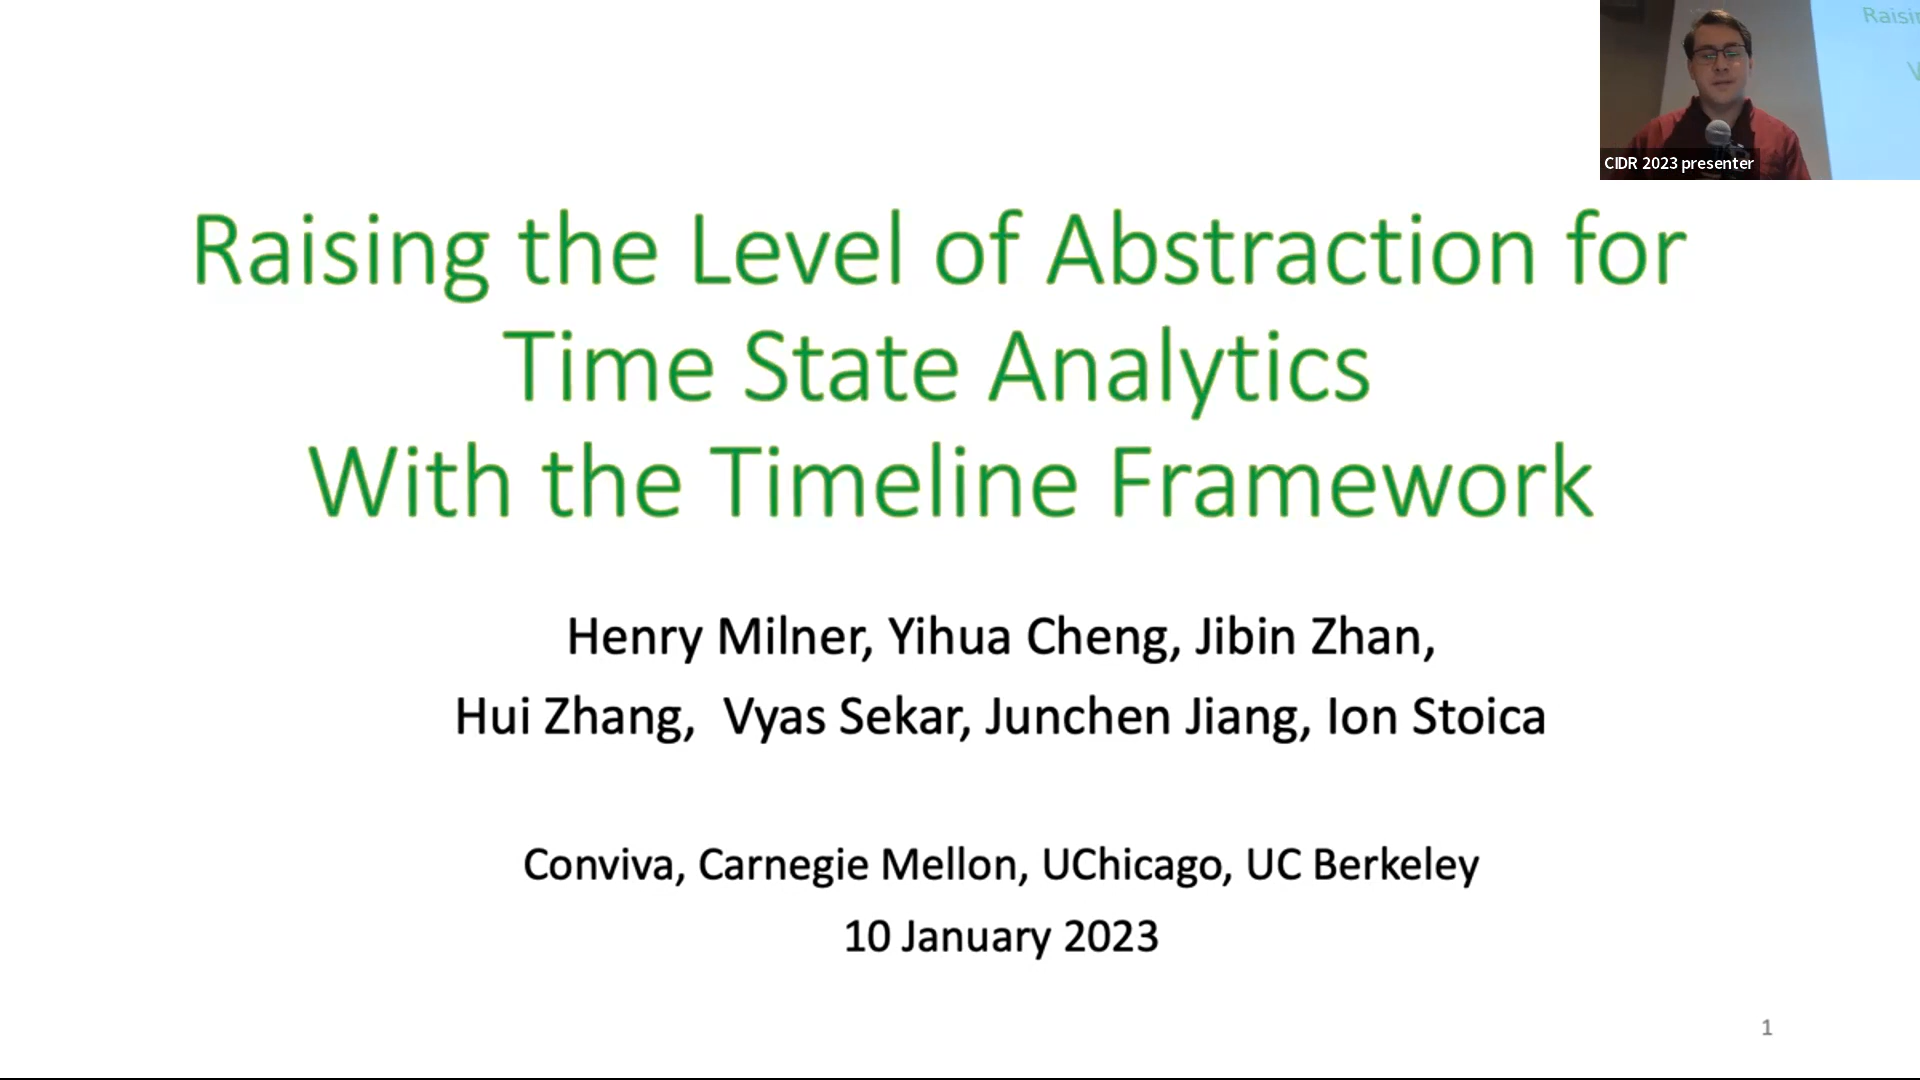 Raisi
CIDR 2023 presenter
Raising the Level of Abstraction for
Time State Analytics
With the Timeline Framework
Henry Milner, Yihua Cheng, Jibin Zhan,
Hui Zhang, Vyas Sekar, Junchen Jiang, Ion Stoica
Conviva, Carnegie Mellon, UChicago, UC Berkeley
10 January 2023
1